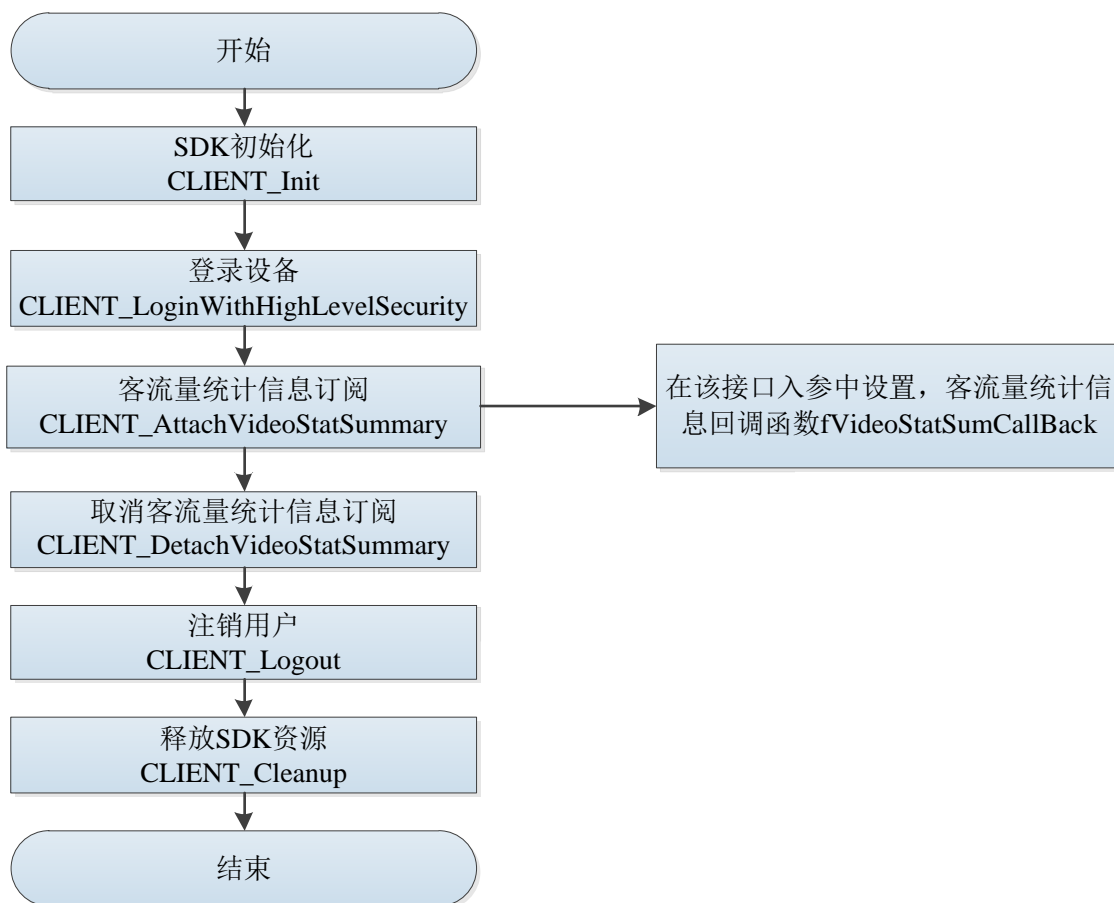 开始
SDK初始化
CLIENT_Init
登录设备
CLIENT_LoginWithHighLevelSecurity
客流量统计信息订阅
CLIENT_AttachVideoStatSummary
在该接口入参中设置，客流量统计信
息回调函数fVideoStatSumCallBack
取消客流量统计信息订阅
CLIENT_DetachVideoStatSummary
注销用户
CLIENT_Logout
释放SDK资源
CLIENT_Cleanup
结束